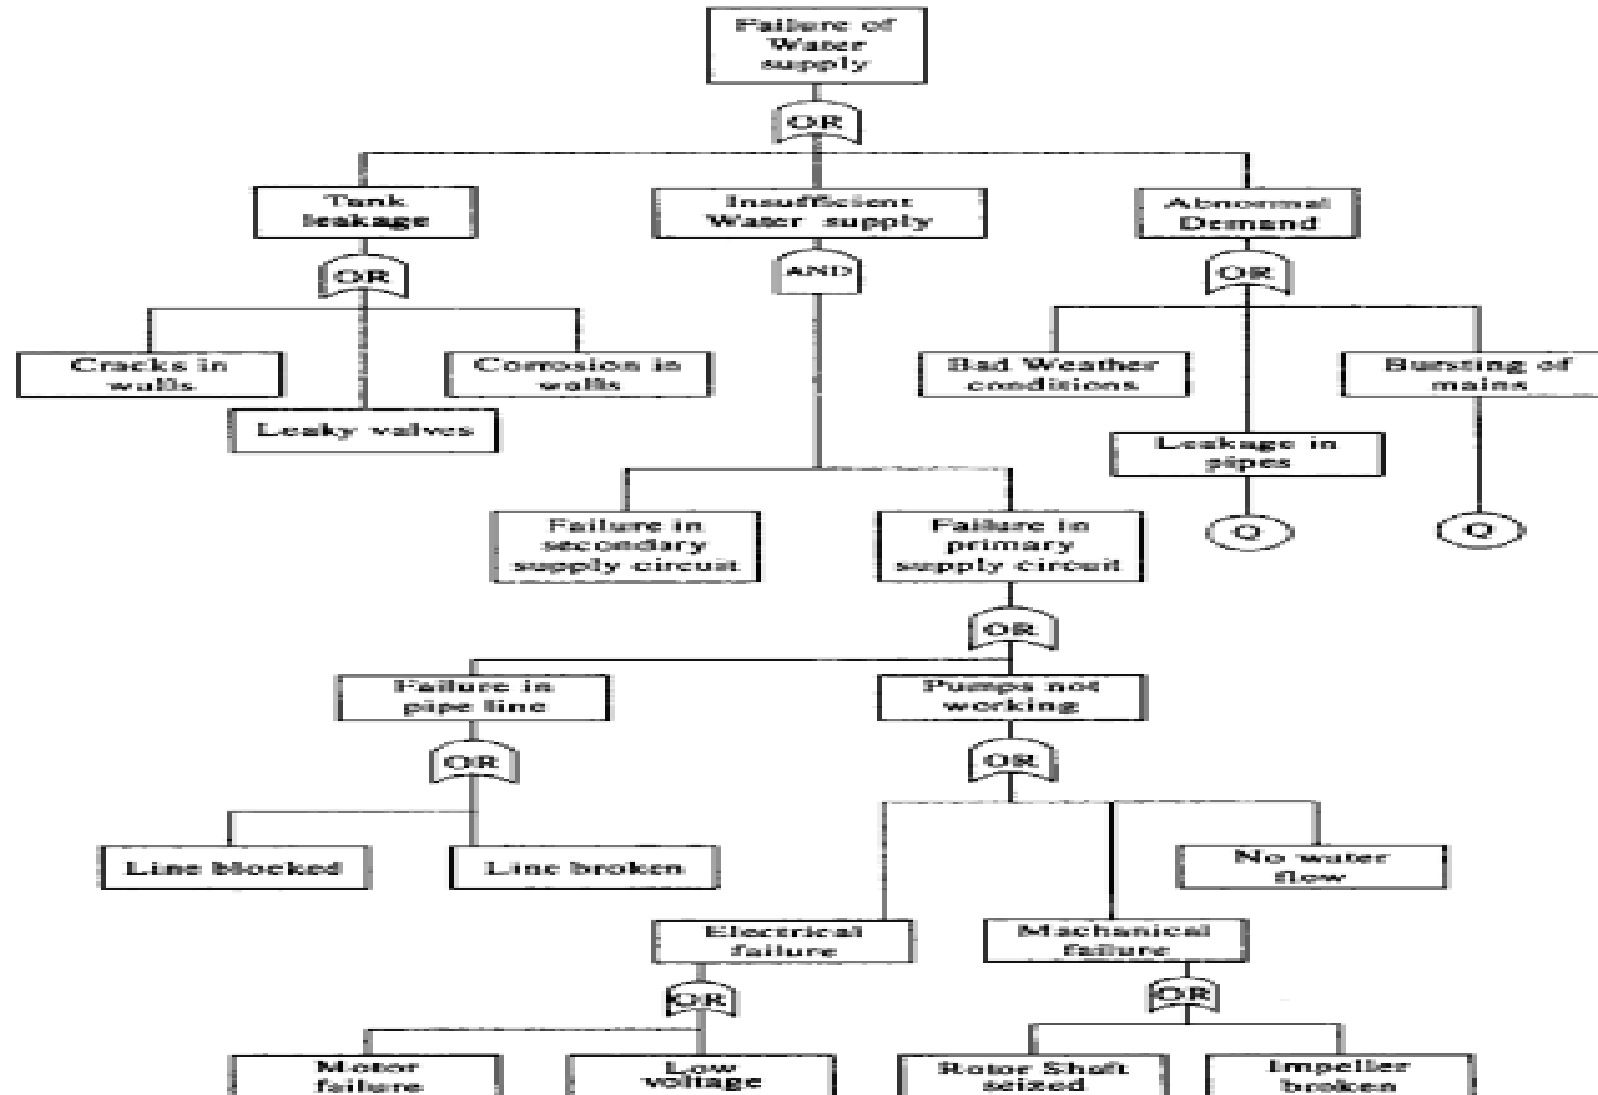 Failure of
Water
supply
OR
Tank
leakage
Insufficient
Water supply
Abnormal
Demand
OR
AND
OR
Cracks in
walls
Corrosion in
walls
Leaky valves
Bad Weather
conditions
Bursting of
mains
Leakage in
pipes
Q
Q
Failure in
secondary
supply circuit
Failure in
primary
supply circuit
OR
Failure in
pipe line
Pumps not
working
OR
OR
Line blocked
Line broken
No water
flow
Electrical
failure
Machanical
failure
OR
OR
Motor
failure
Low
voltage
Rotor Shaft
seized
Impeller
broken